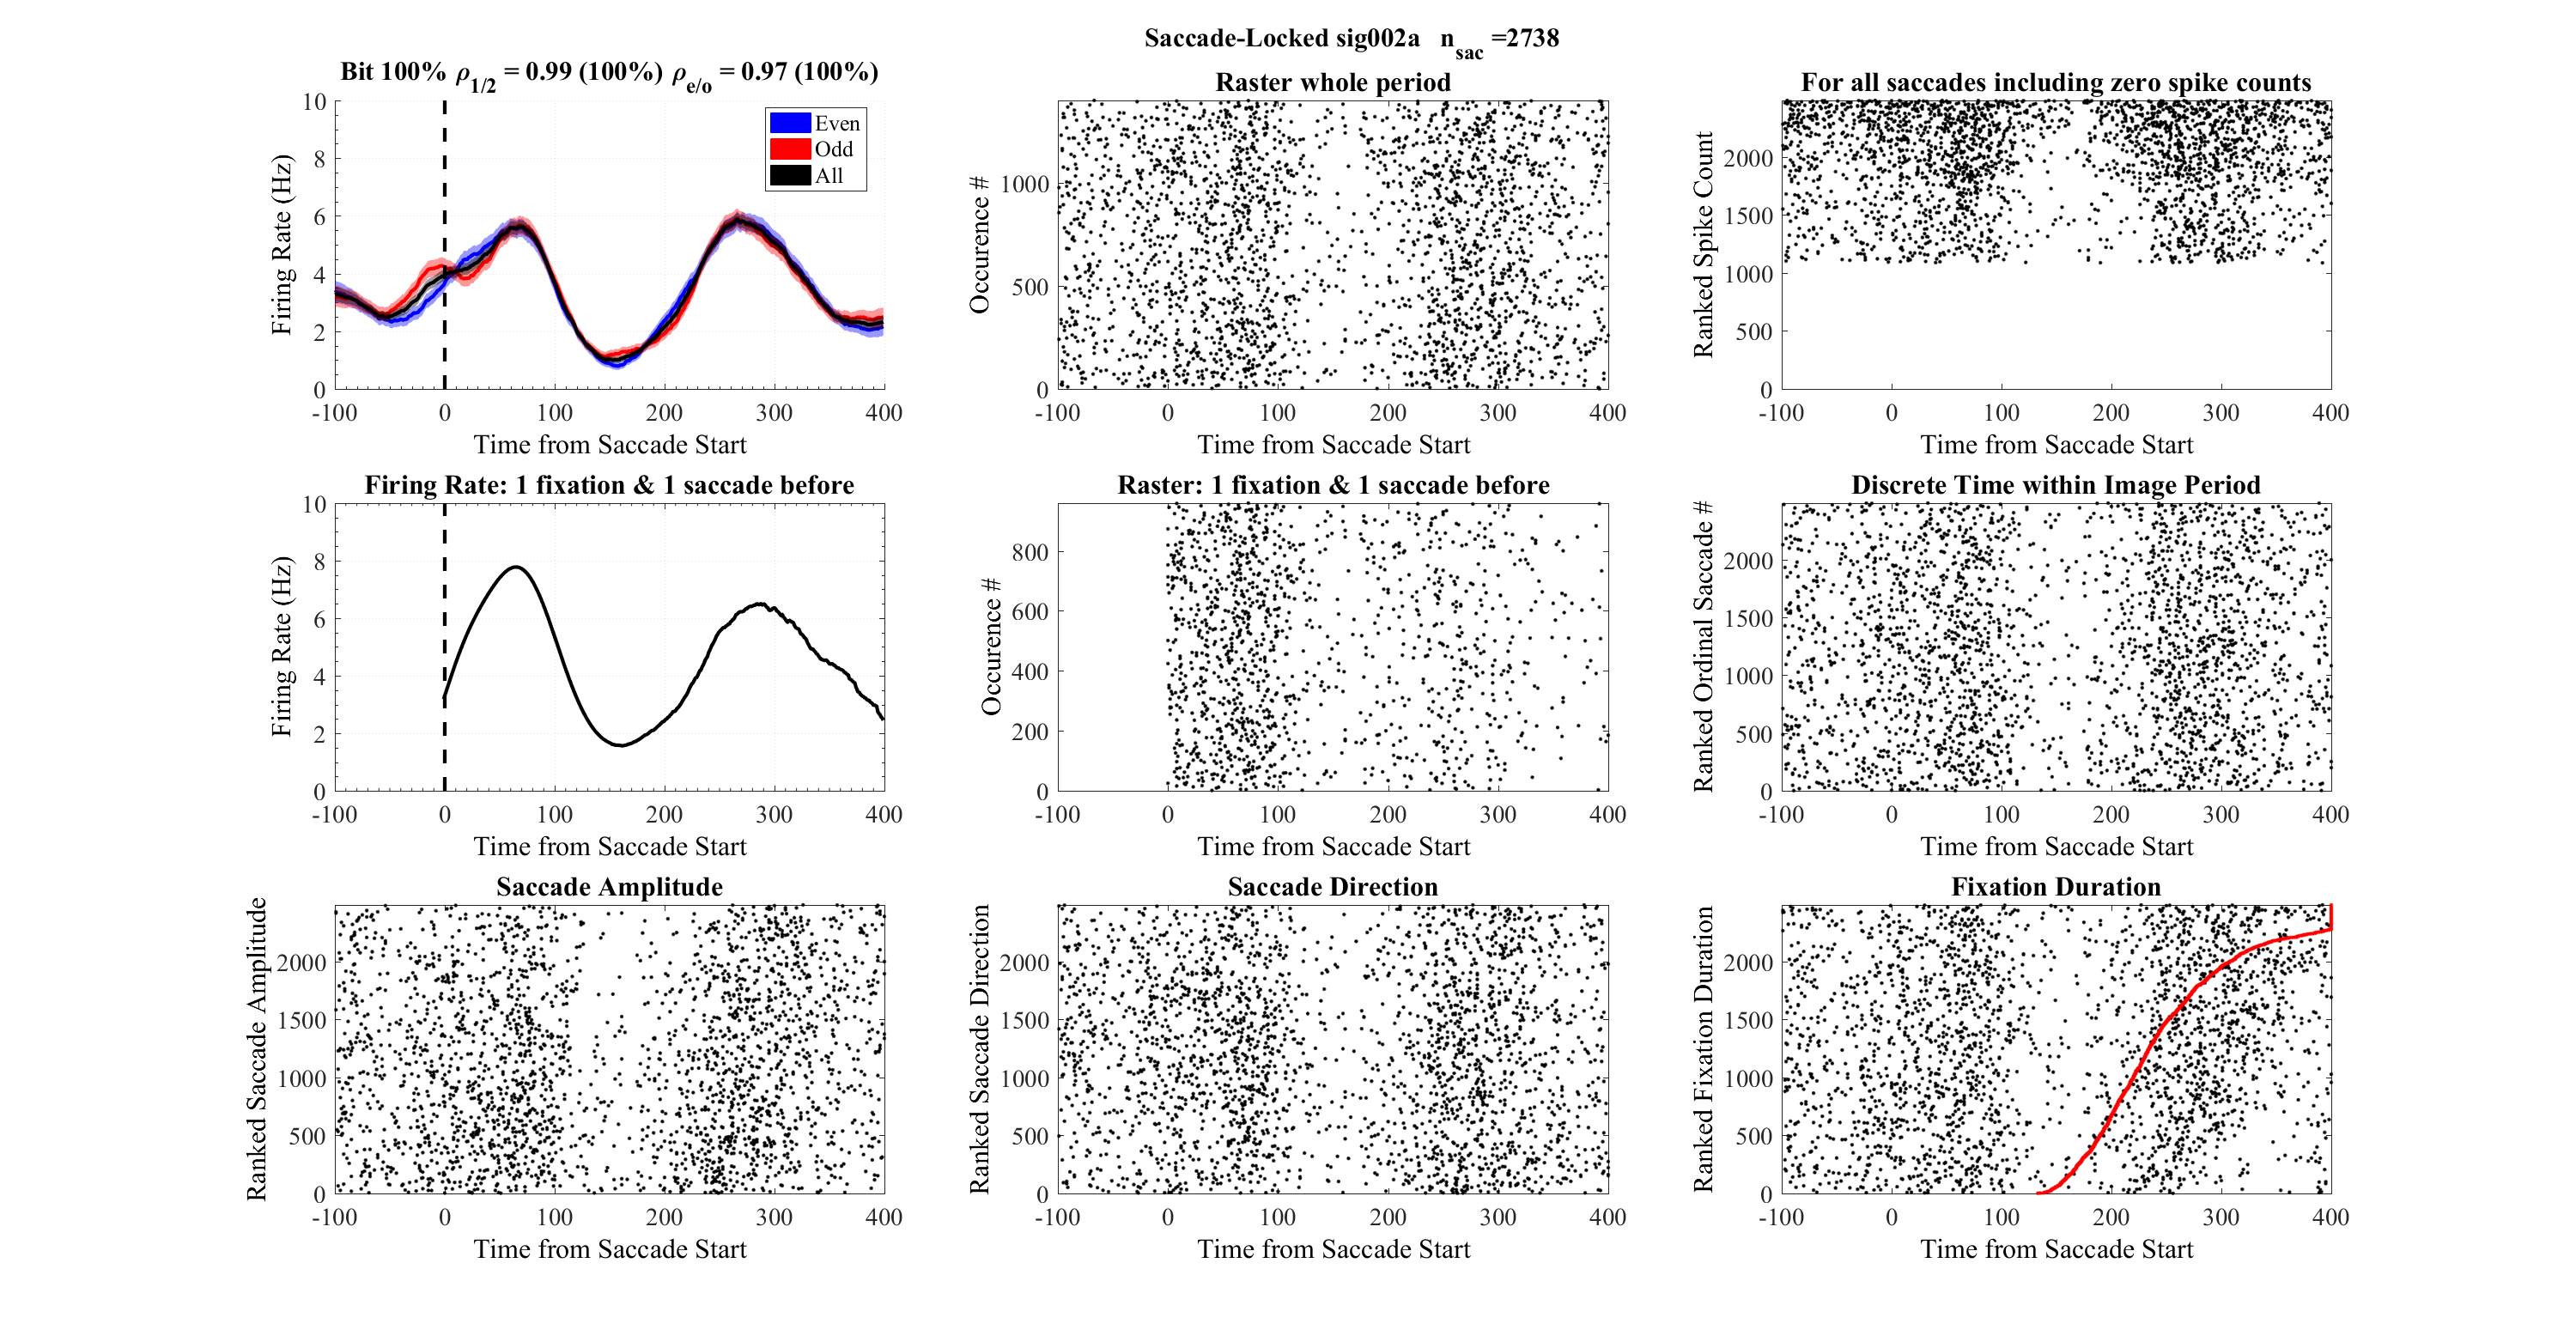 Saccade-Locked sig002a n_sac =2738
Bit 100% ρ_1/2 = 0.99 (100%) ρ_e/o = 0.97 (100%)
10
8
6
4
2
0
Firing Rate (Hz)
Even
Odd
All
-100 0 100 200 300 400
Time from Saccade Start
Raster whole period
1000
500
0
Occurence #
-100 0 100 200 300 400
Time from Saccade Start
For all saccades including zero spike counts
2000
1500
1000
500
0
Ranked Spike Count
-100 0 100 200 300 400
Time from Saccade Start
Firing Rate: 1 fixation & 1 saccade before
10
8
6
4
2
0
Firing Rate (Hz)
-100 0 100 200 300 400
Time from Saccade Start
Raster: 1 fixation & 1 saccade before
800
600
400
200
0
Occurence #
-100 0 100 200 300 400
Time from Saccade Start
Discrete Time within Image Period
2000
1500
1000
500
0
Ranked Ordinal Saccade #
-100 0 100 200 300 400
Time from Saccade Start
Saccade Amplitude
2000
1500
1000
500
0
Ranked Saccade Amplitude
-100 0 100 200 300 400
Time from Saccade Start
Saccade Direction
2000
1500
1000
500
0
Ranked Saccade Direction
-100 0 100 200 300 400
Time from Saccade Start
Fixation Duration
2000
1500
1000
500
0
Ranked Fixation Duration
-100 0 100 200 300 400
Time from Saccade Start